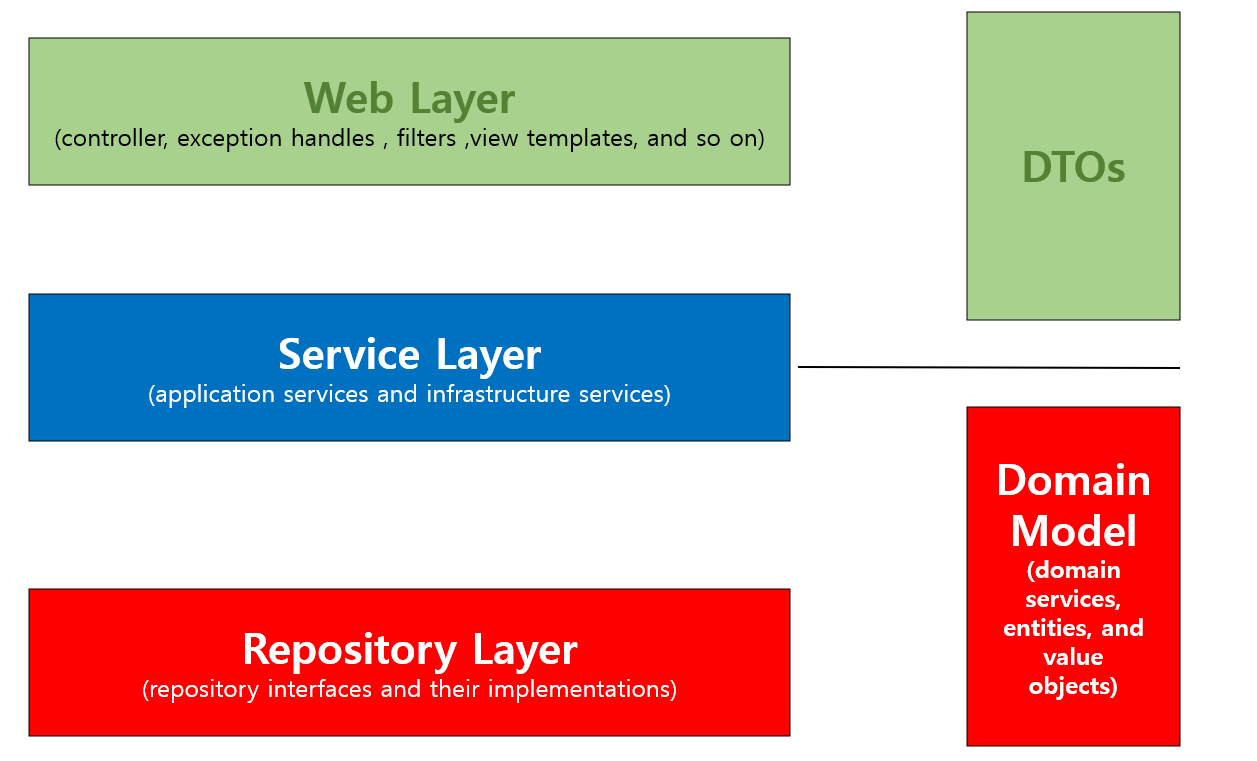 Web Layer
(controller, exception handles , filters ,view templates, and so on)
DTOs
Service Layer
(application services and infrastructure services)
Domain
Model
(domain
services,
entities, and
value
objects)
Repository Layer
(repository interfaces and their implementations)